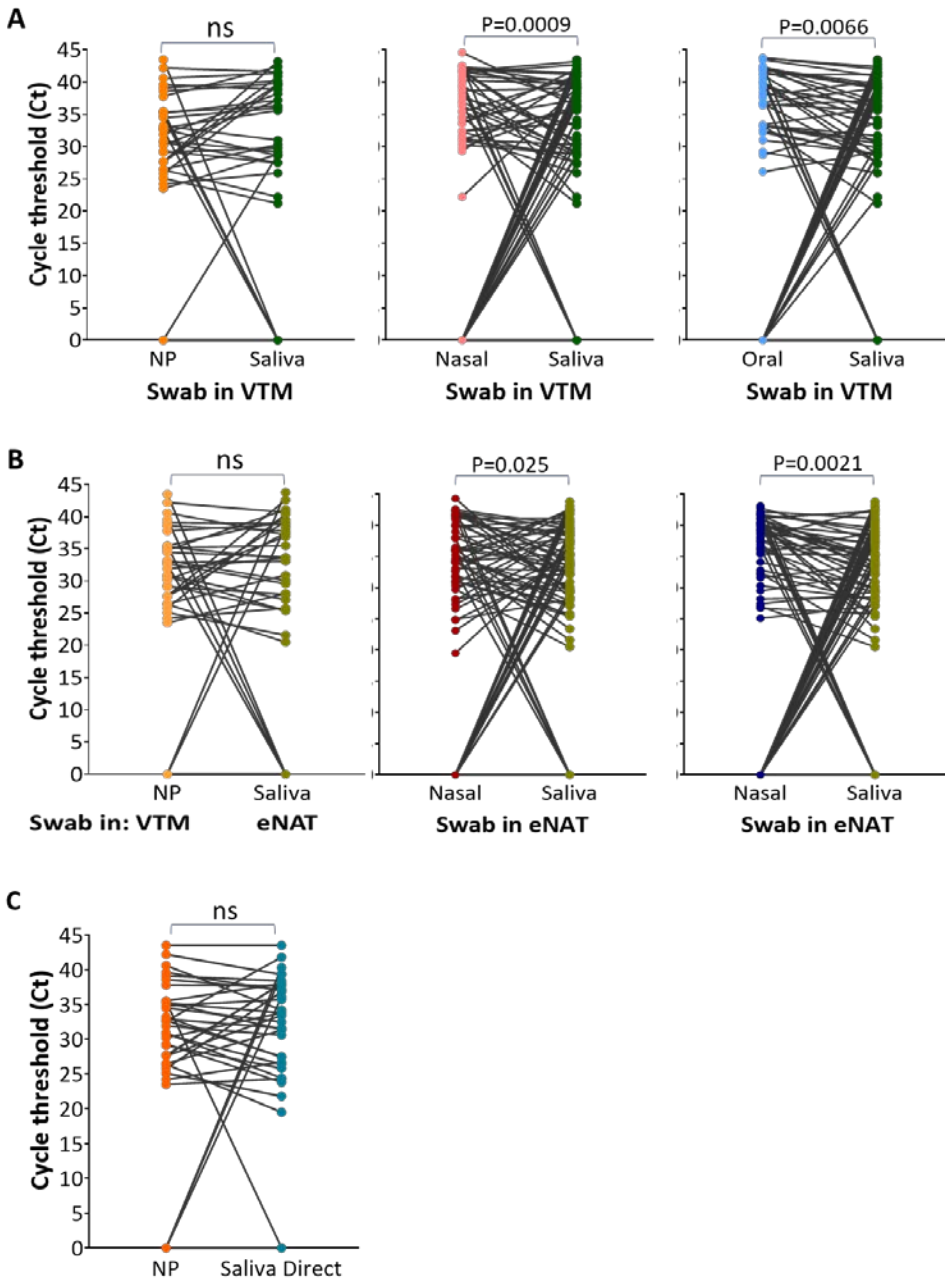 A
ns
P=0.0009
P=0.0066
Cycle threshold (Ct)
45
40
35
30
25
20
15
10
5
0
NP Saliva
Nasal Saliva
Oral Saliva
Swab in VTM
Swab in VTM
Swab in VTM
B
ns
P=0.025
P=0.0021
Cycle threshold (Ct)
45
40
35
30
25
20
15
10
5
0
NP Saliva
Nasal Saliva
Nasal Saliva
Swab in: VTM eNAT
Swab in eNAT
Swab in eNAT
C
ns
Cycle threshold (Ct)
45
40
35
30
25
20
15
10
5
0
NP Saliva Direct